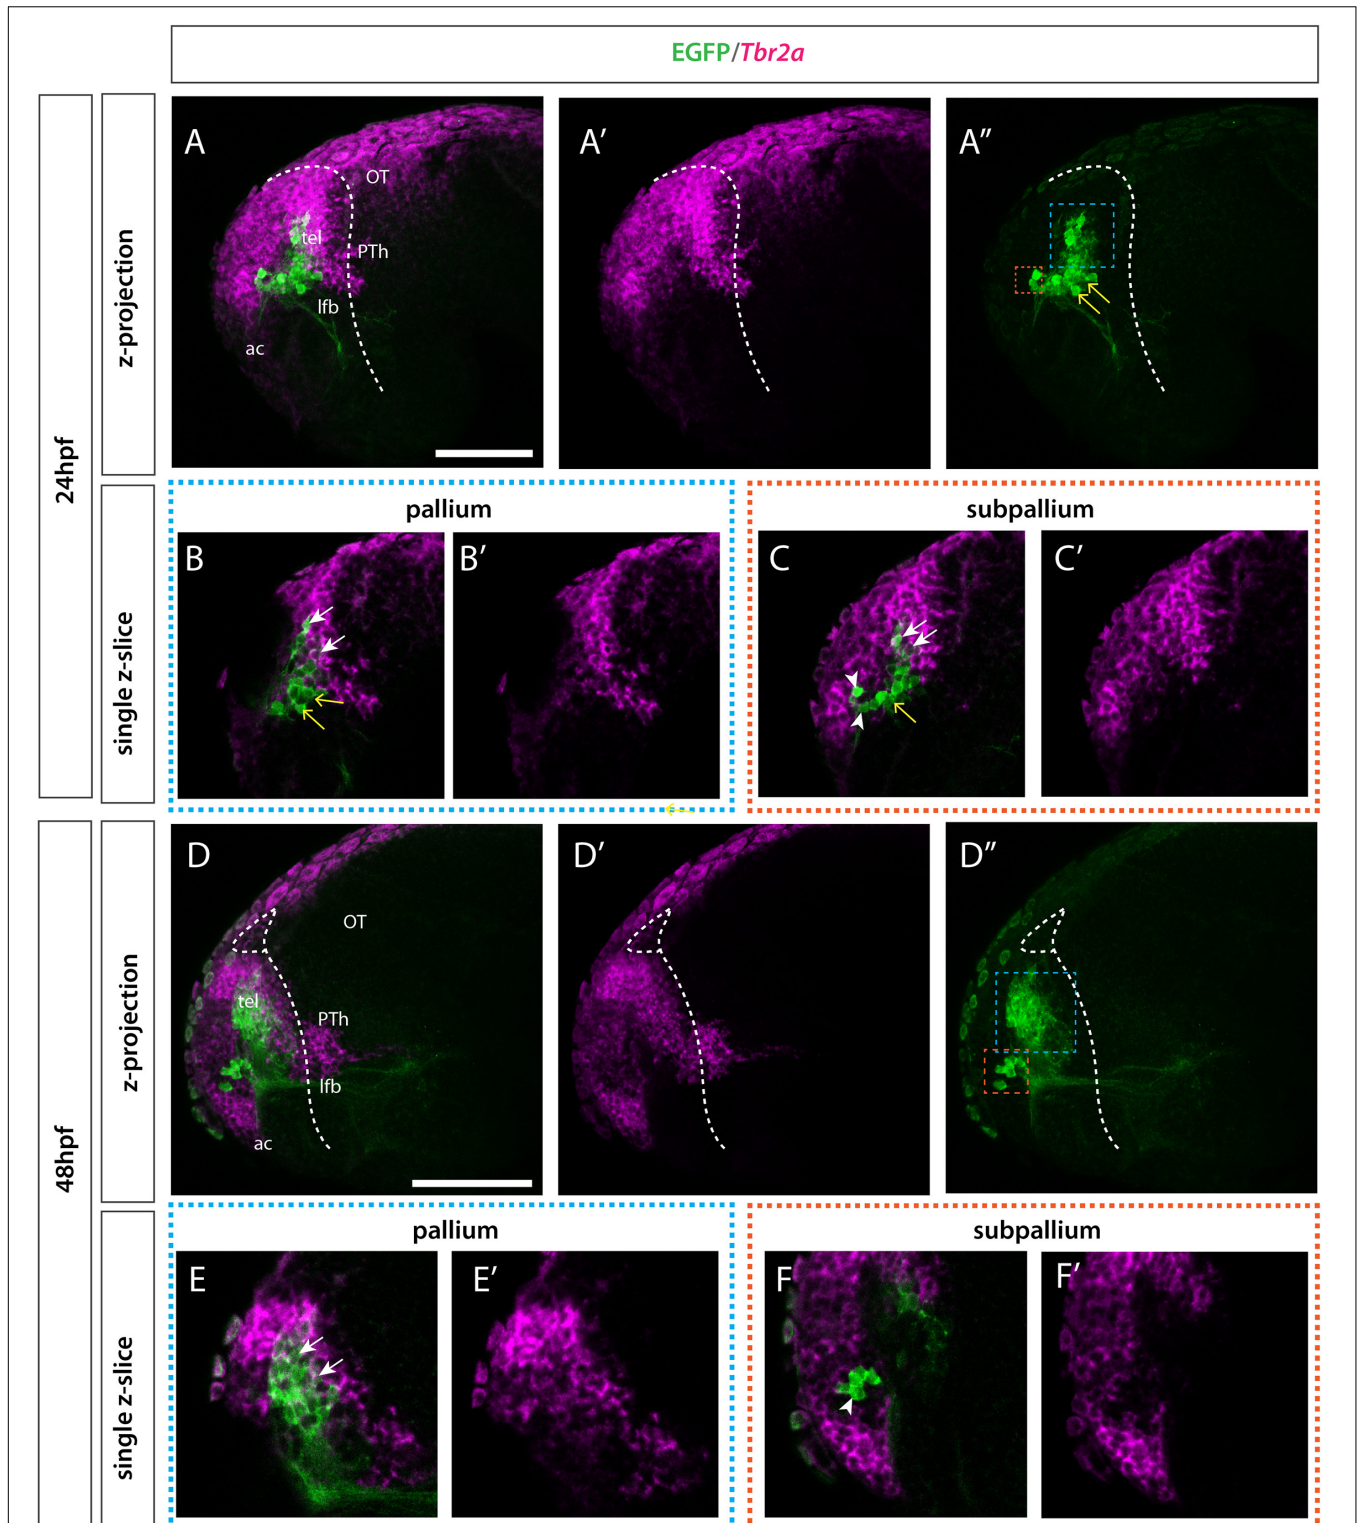 EGFP/Tbr2a
24hpf
z-projection
A
OT
tel
PTh
lfb
ac
A′
A″
single z-slice
pallium
B
B′
subpallium
C
C′
48hpf
z-projection
D
OT
tel
PTh
lfb
ac
D′
D″
single z-slice
pallium
E
E′
subpallium
F
F′